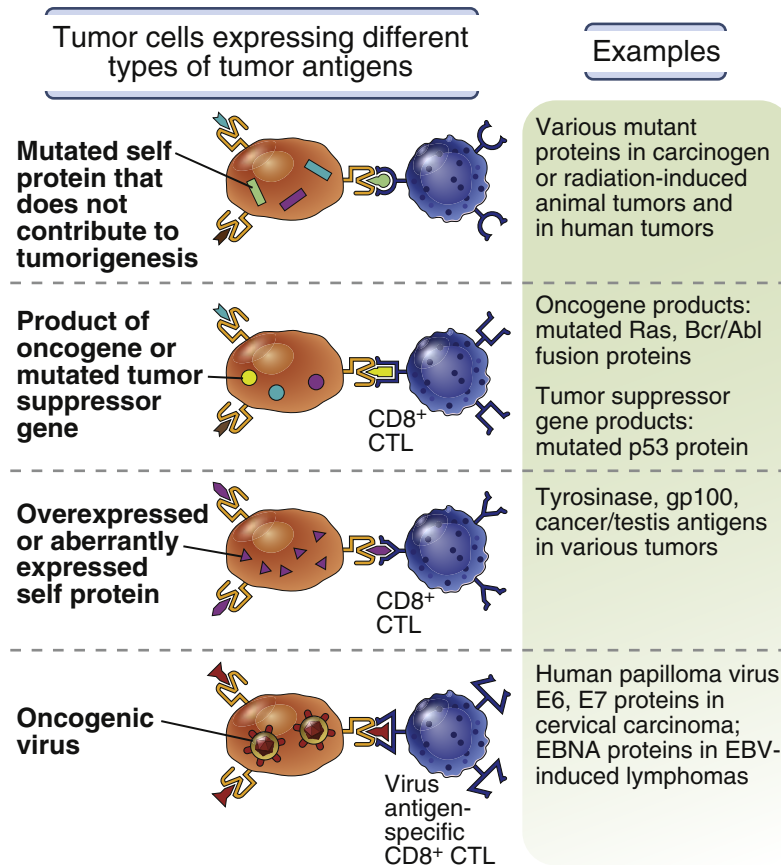 Tumor cells expressing different
types of tumor antigens
Examples
Mutated self
protein that
does not
contribute to
tumorigenesis
Various mutant
proteins in carcinogen
or radiation-induced
animal tumors and
in human tumors
Product of
oncogene or
mutated tumor
suppressor
gene
CD8+
CTL
Oncogene products:
mutated Ras, Bcr/Abl
fusion proteins
Tumor suppressor
gene products:
mutated p53 protein
Overexpressed
or aberrantly
expressed
self protein
CD8+
CTL
Tyrosinase, gp100,
cancer/testis antigens
in various tumors
Oncogenic
virus
Virus
antigen-
specific
CD8+ CTL
Human papilloma virus
E6, E7 proteins in
cervical carcinoma;
EBNA proteins in EBV-
induced lymphomas